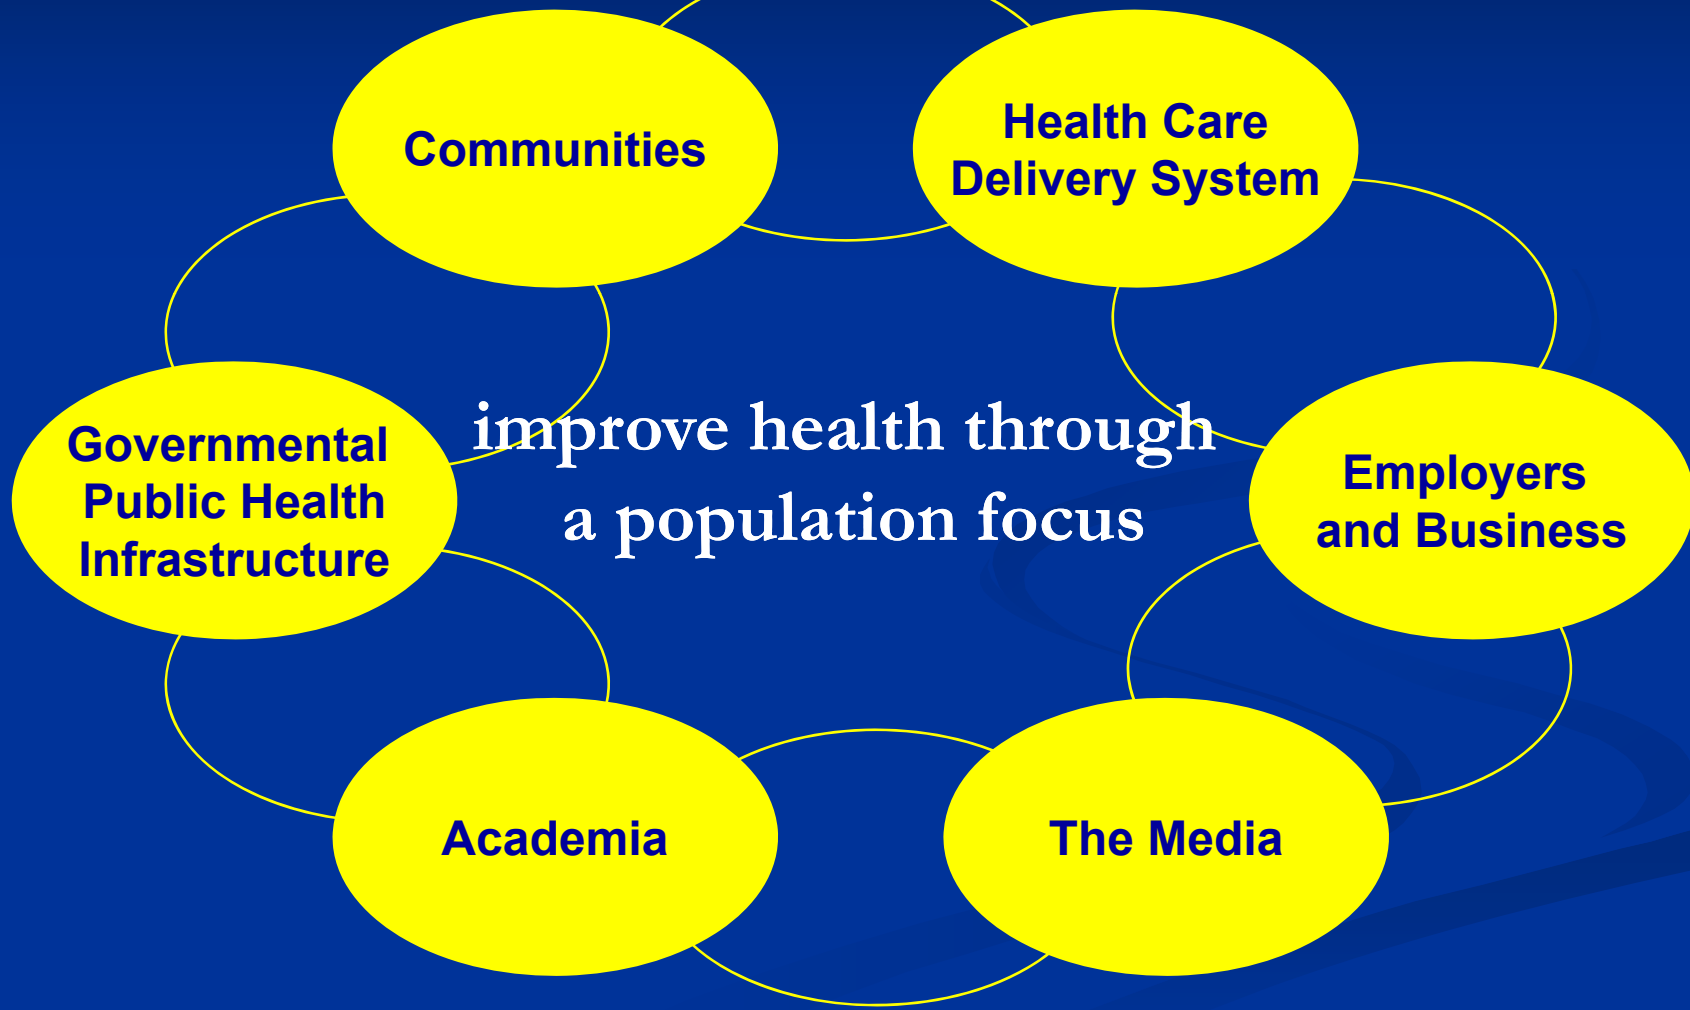 Communities
Health Care
Delivery System
improve health through
a population focus
Governmental
Public Health
Infrastructure
Employers
and Business
Academia
The Media